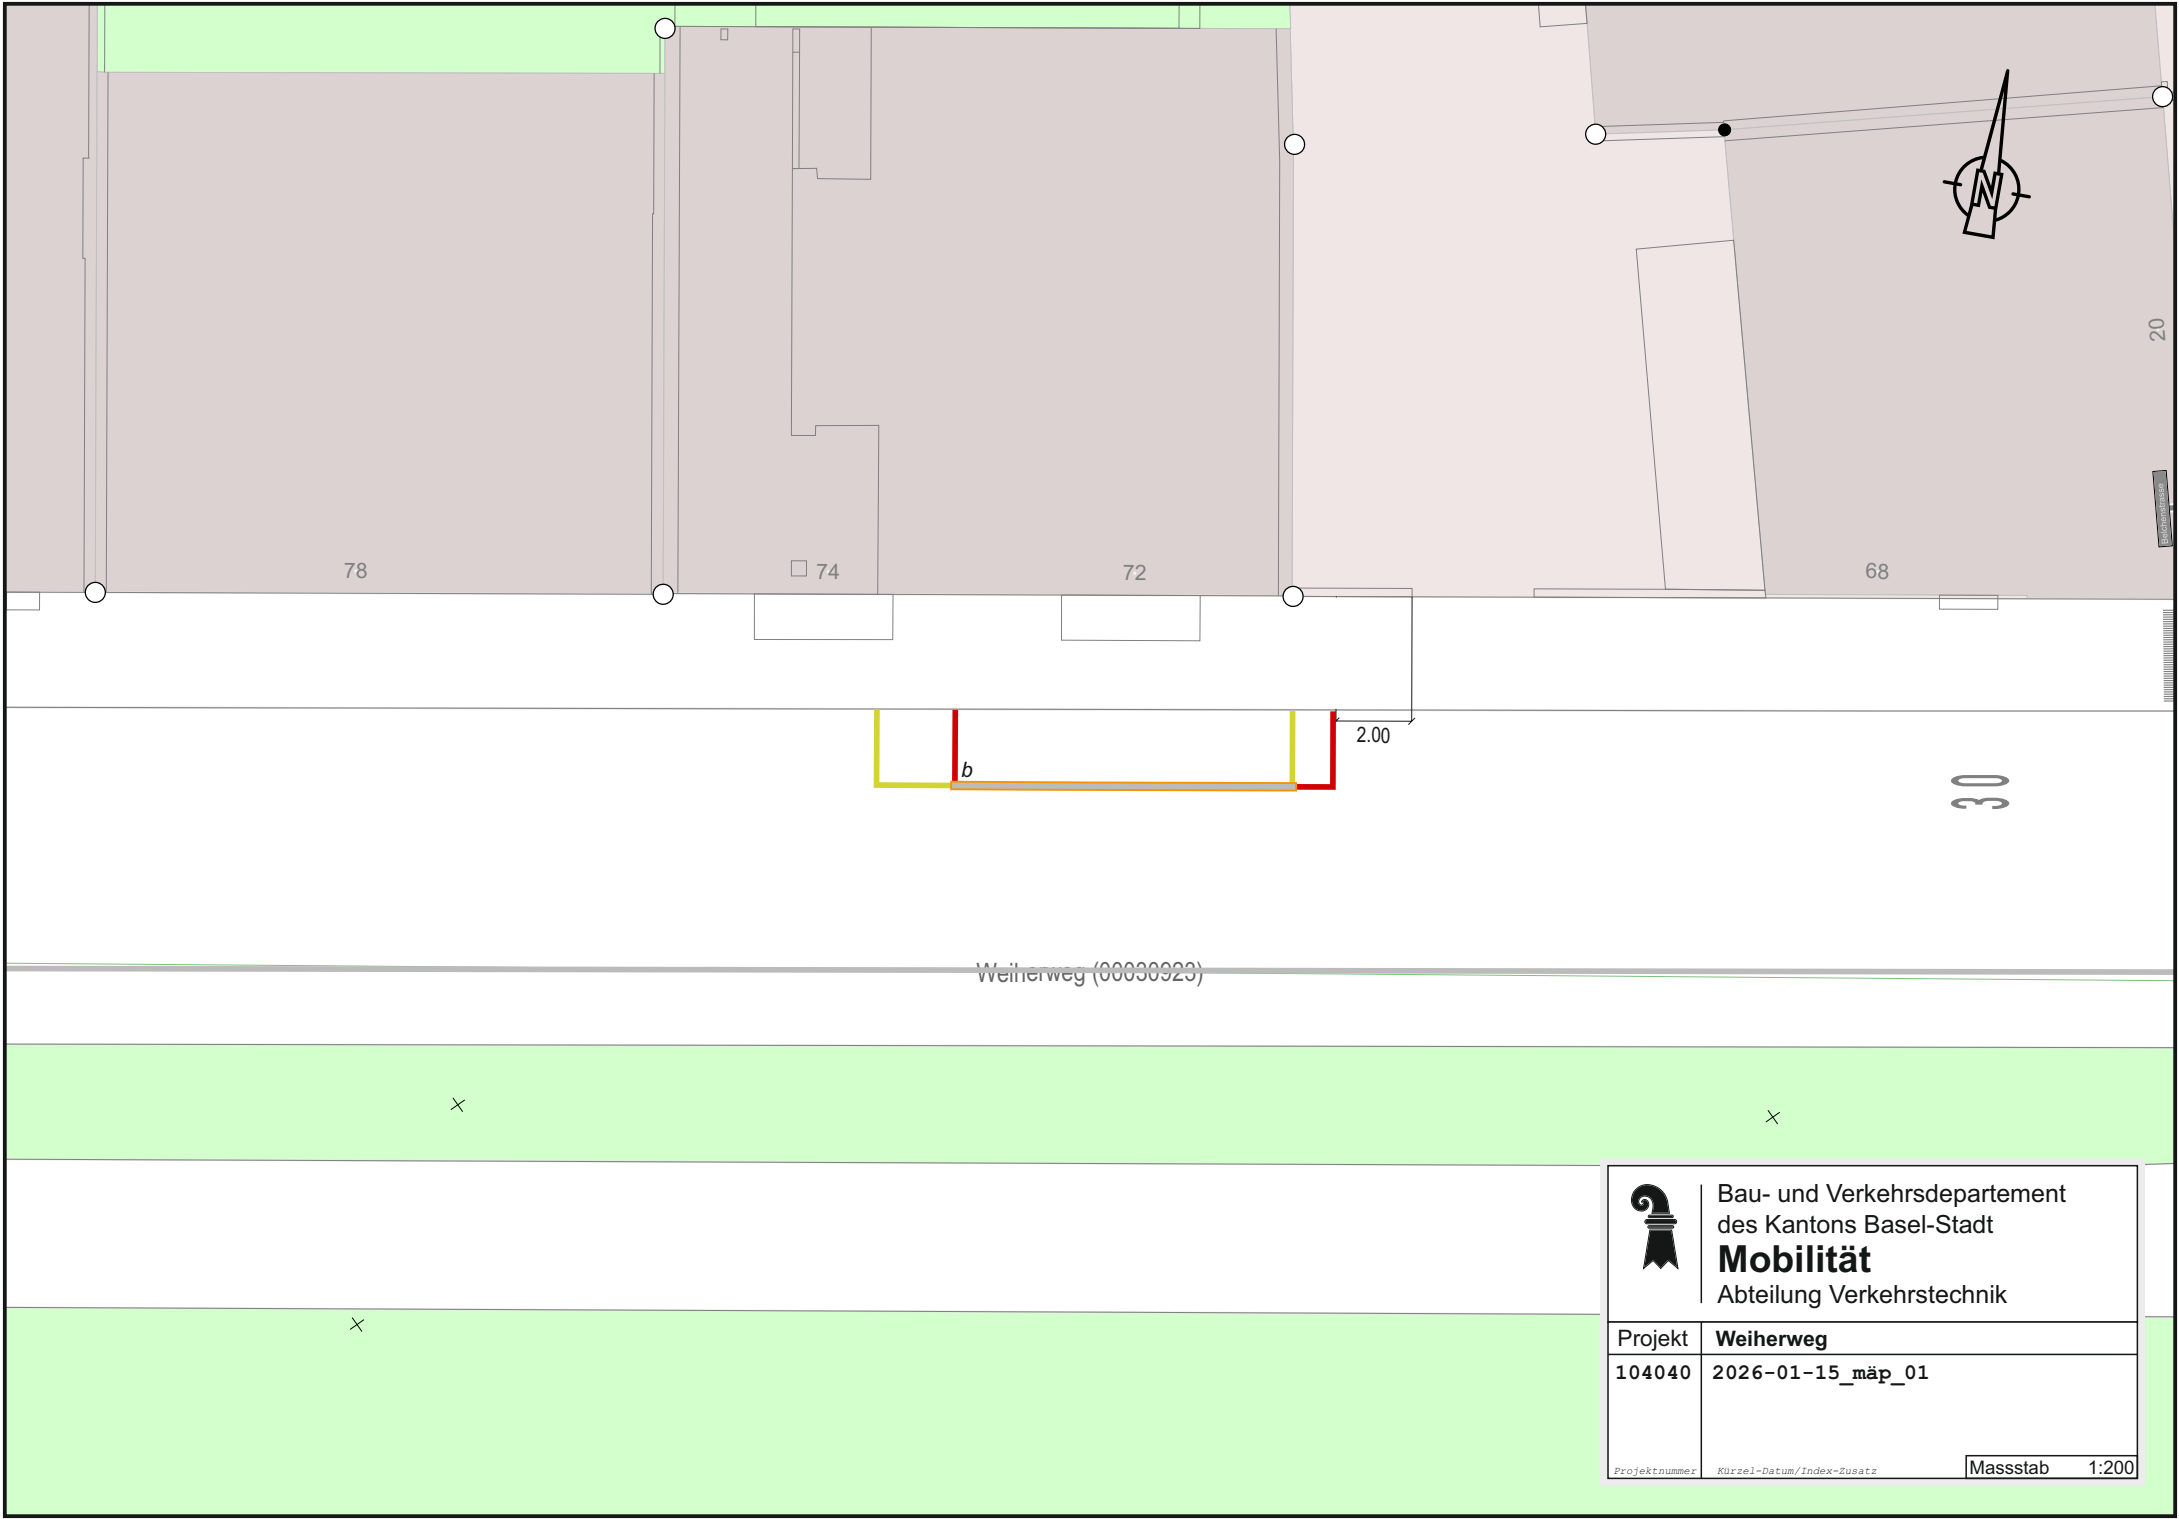 N
20
Belchenstrasse
78
74
72
68
2.00
b
30
Weiherweg (00030923)
Bau- und Verkehrsdepartement
des Kantons Basel-Stadt
Mobilität
Abteilung Verkehrstechnik
Projekt Weiherweg
104040 2026-01-15_mäp_01
Projektnummer Kürzel-Datum/Index-Zusatz
Massstab 1:200